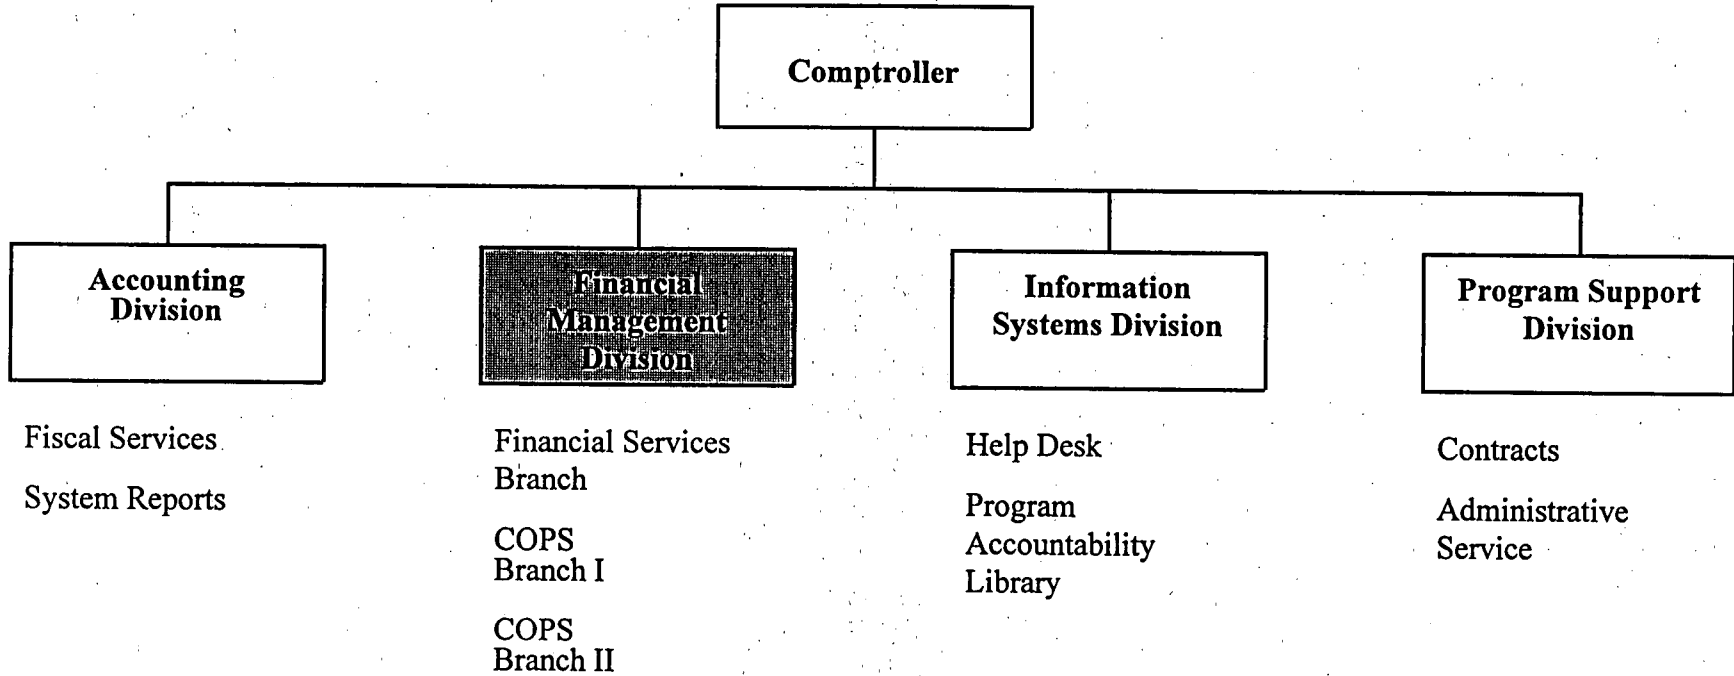 Comptroller
Accounting
Division
Fiscal Services
System Reports
Financial
Management
Division
Financial Services
Branch
COPS
Branch I
COPS
Branch II
Information
Systems Division
Help Desk
Program
Accountability
Library
Program Support
Division
Contracts
Administrative
Service